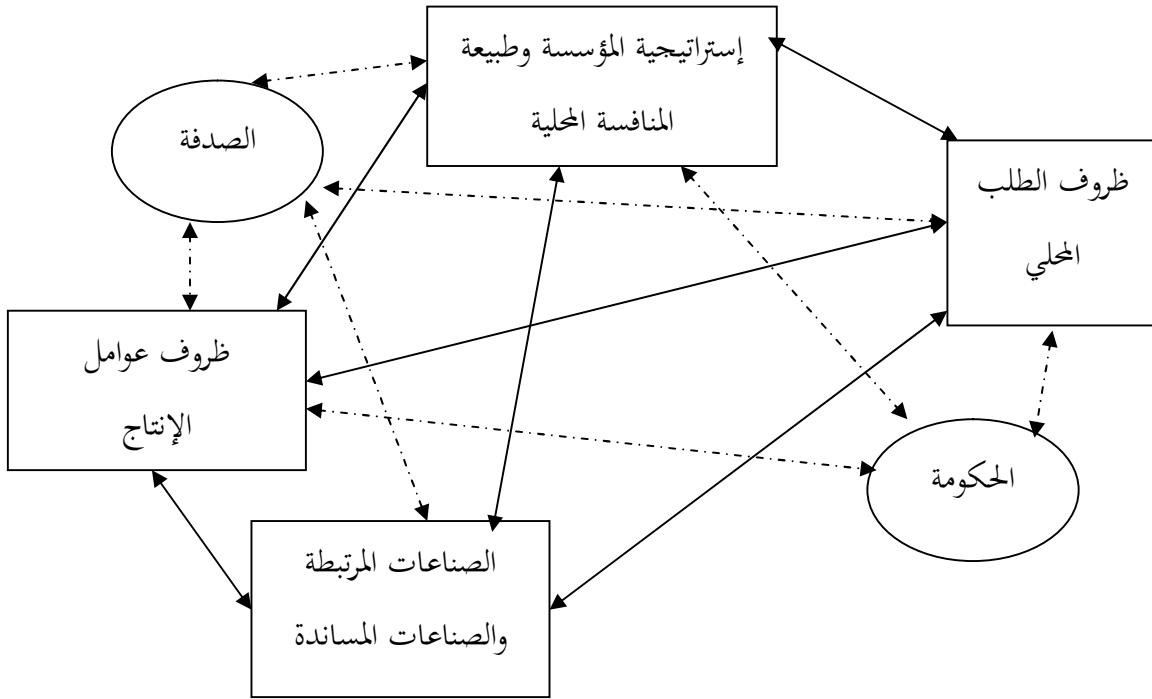 إستراتيجية المؤسسة وطبيعة
المنافسة المحلية
الصدفة
ظروف الطلب
المحلي
ظروف عوامل
الإنتاج
الحكومة
الصناعات المرتبطة
والصناعات المساندة